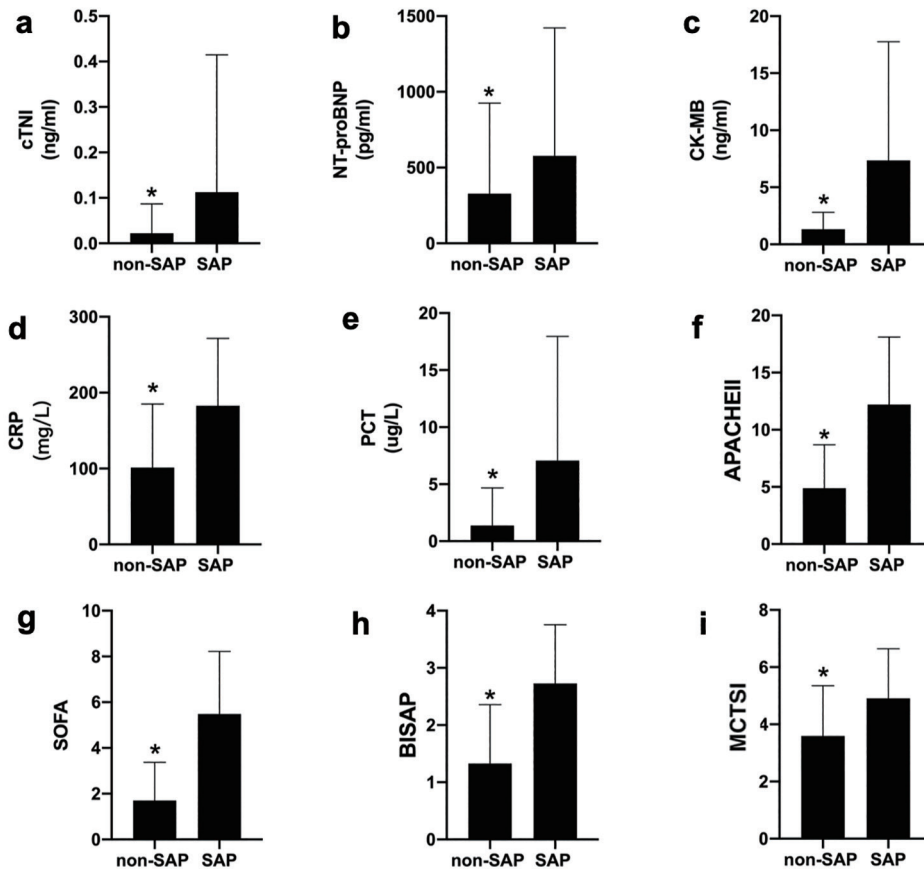 a
cTNI
(ng/ml)
0.5
0.4
0.3
0.2
0.1
0.0
*
non-SAP SAP
b
NT-proBNP
(pg/ml)
1500
1000
500
0
*
non-SAP SAP
c
CK-MB
(ng/ml)
20
15
10
5
0
*
non-SAP SAP
d
CRP
(mg/L)
300
200
100
0
*
non-SAP SAP
e
PCT
(ug/L)
20
15
10
5
0
*
non-SAP SAP
f
APACHEII
20
15
10
5
0
*
non-SAP SAP
g
SOFA
10
8
6
4
2
0
*
non-SAP SAP
h
BISAP
4
3
2
1
0
*
non-SAP SAP
i
MCTSI
8
6
4
2
0
*
non-SAP SAP